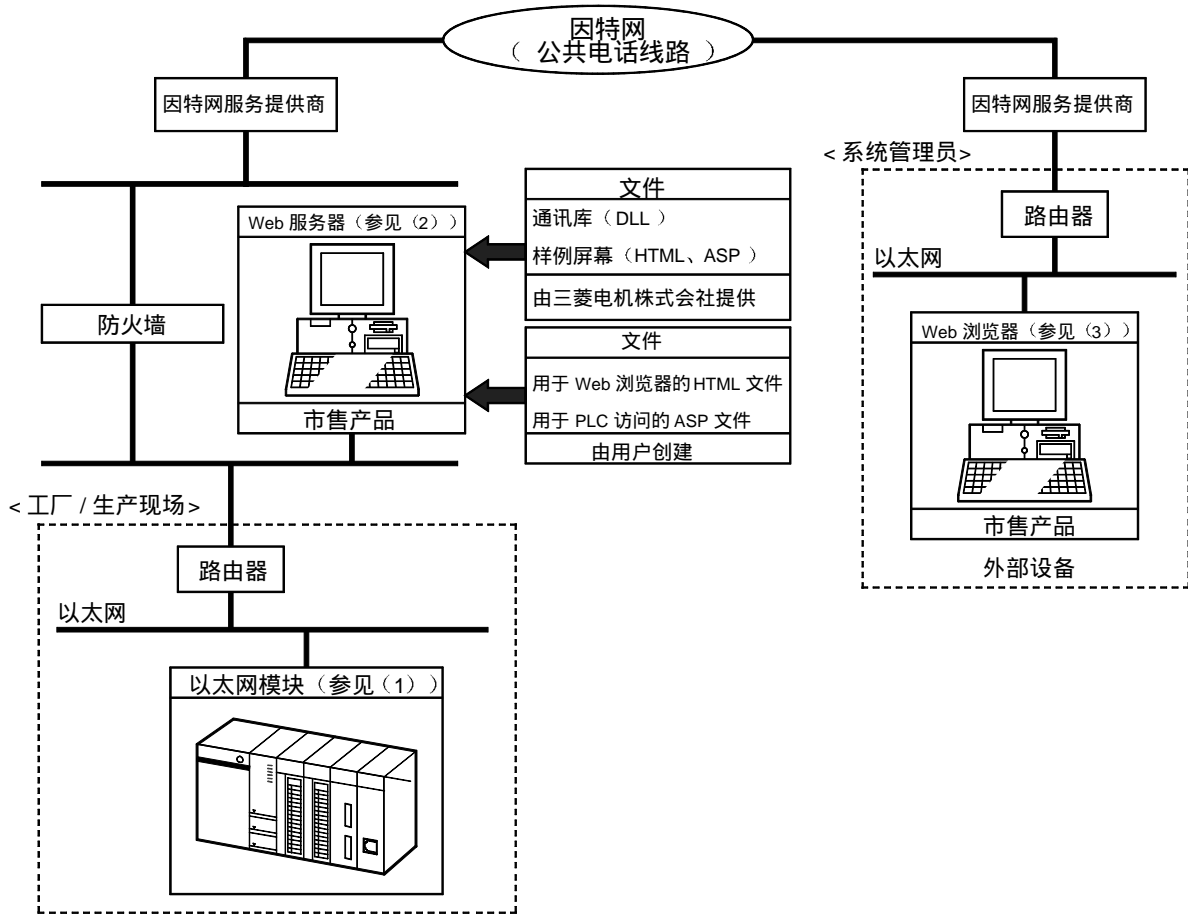 因特网
（ 公共电话线路 ）
因特网服务提供商
因特网服务提供商
< 系统管理员>
文件
通讯库（ DLL ）
样例屏幕（HTML、ASP ）
由三菱电机株式会社提供
Web 服务器（参见（2））
市售产品
防火墙
文件
用于 Web 浏览器的HTML 文件
用于 PLC 访问的 ASP 文件
由用户创建
路由器
以太网
Web 浏览器（参见（3））
市售产品
外部设备
< 工厂 / 生产现场>
路由器
以太网
以太网模块（参见（1））